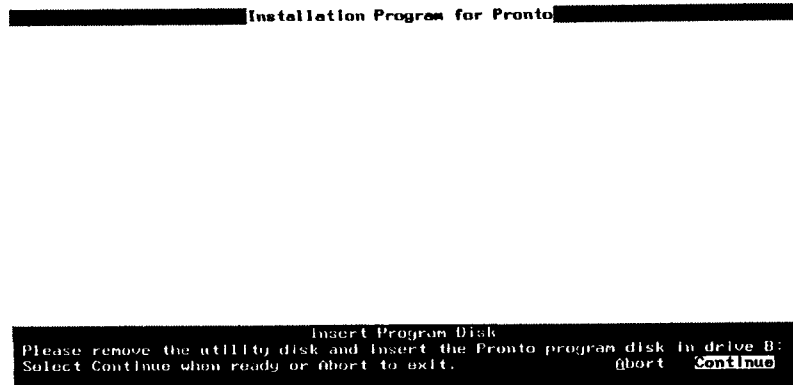 Installation Program for Pronto
Insert Program Disk
Please remove the utility disk and insert the Pronto program disk in drive B:
Select Continue when ready or Abort to exit.
Abort Continue